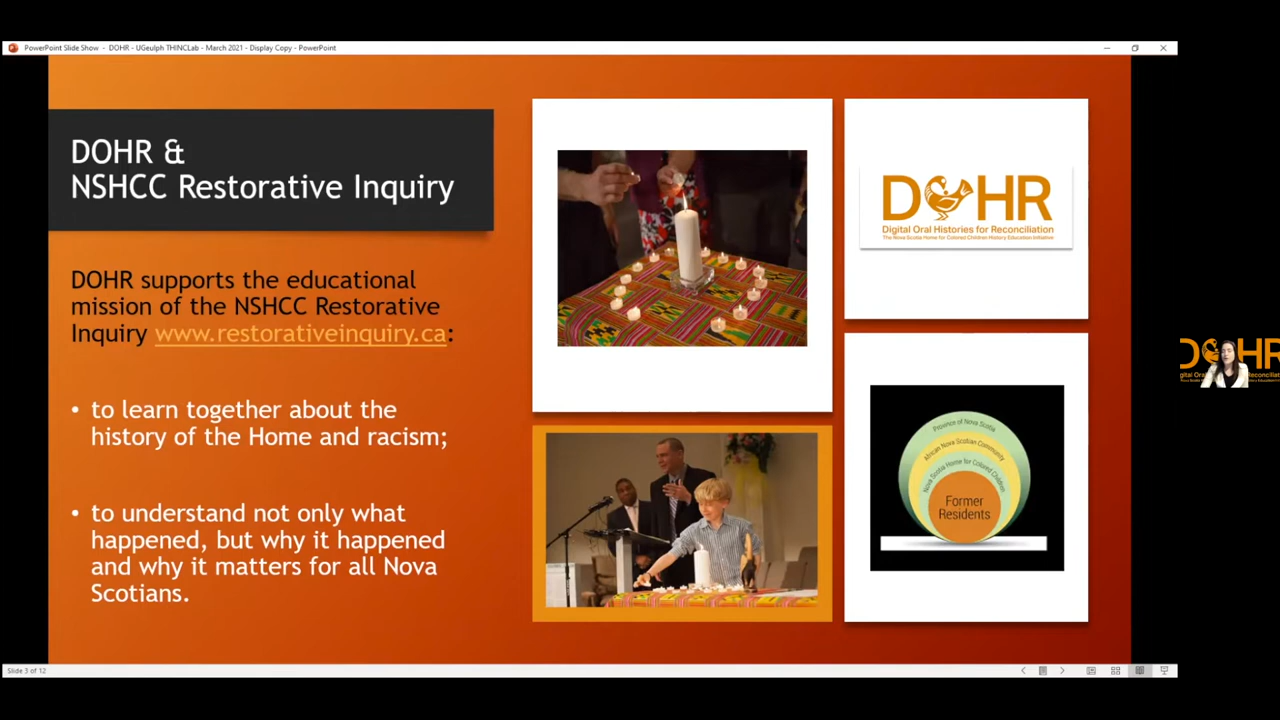 PowerPoint Slide Show - DOHR - UGeulph THINCLab - March 2021 - Display Copy - PowerPoint
DOHR &
NSHCC Restorative Inquiry
DOHR supports the educational
mission of the NSHCC Restorative
Inquiry www.restorativeinquiry.ca:
• to learn together about the
history of the Home and racism;
• to understand not only what
happened, but why it happened
and why it matters for all Nova
Scotians.
DOHR
Digital Oral Histories for Reconciliation
The Nova Scotia Home for Colored Children History Education Initiative
Province of Nova Scotia
African Nova Scotian Community
Nova Scotia Home for Colored Children
Former
Residents
DOHR
gital Oral Reconciliat
Slide 3 of 12